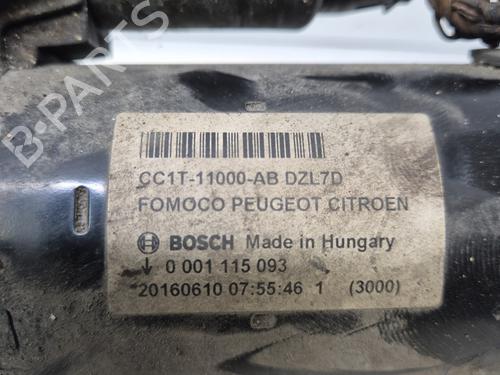 B-PARTS
CC1T-11000-AB DZL7D
FOMOCO PEUGEOT CITROEN
BOSCH Made in Hungary
↓ 0 001 115 093
20160610 07:55:46 1 (3000)